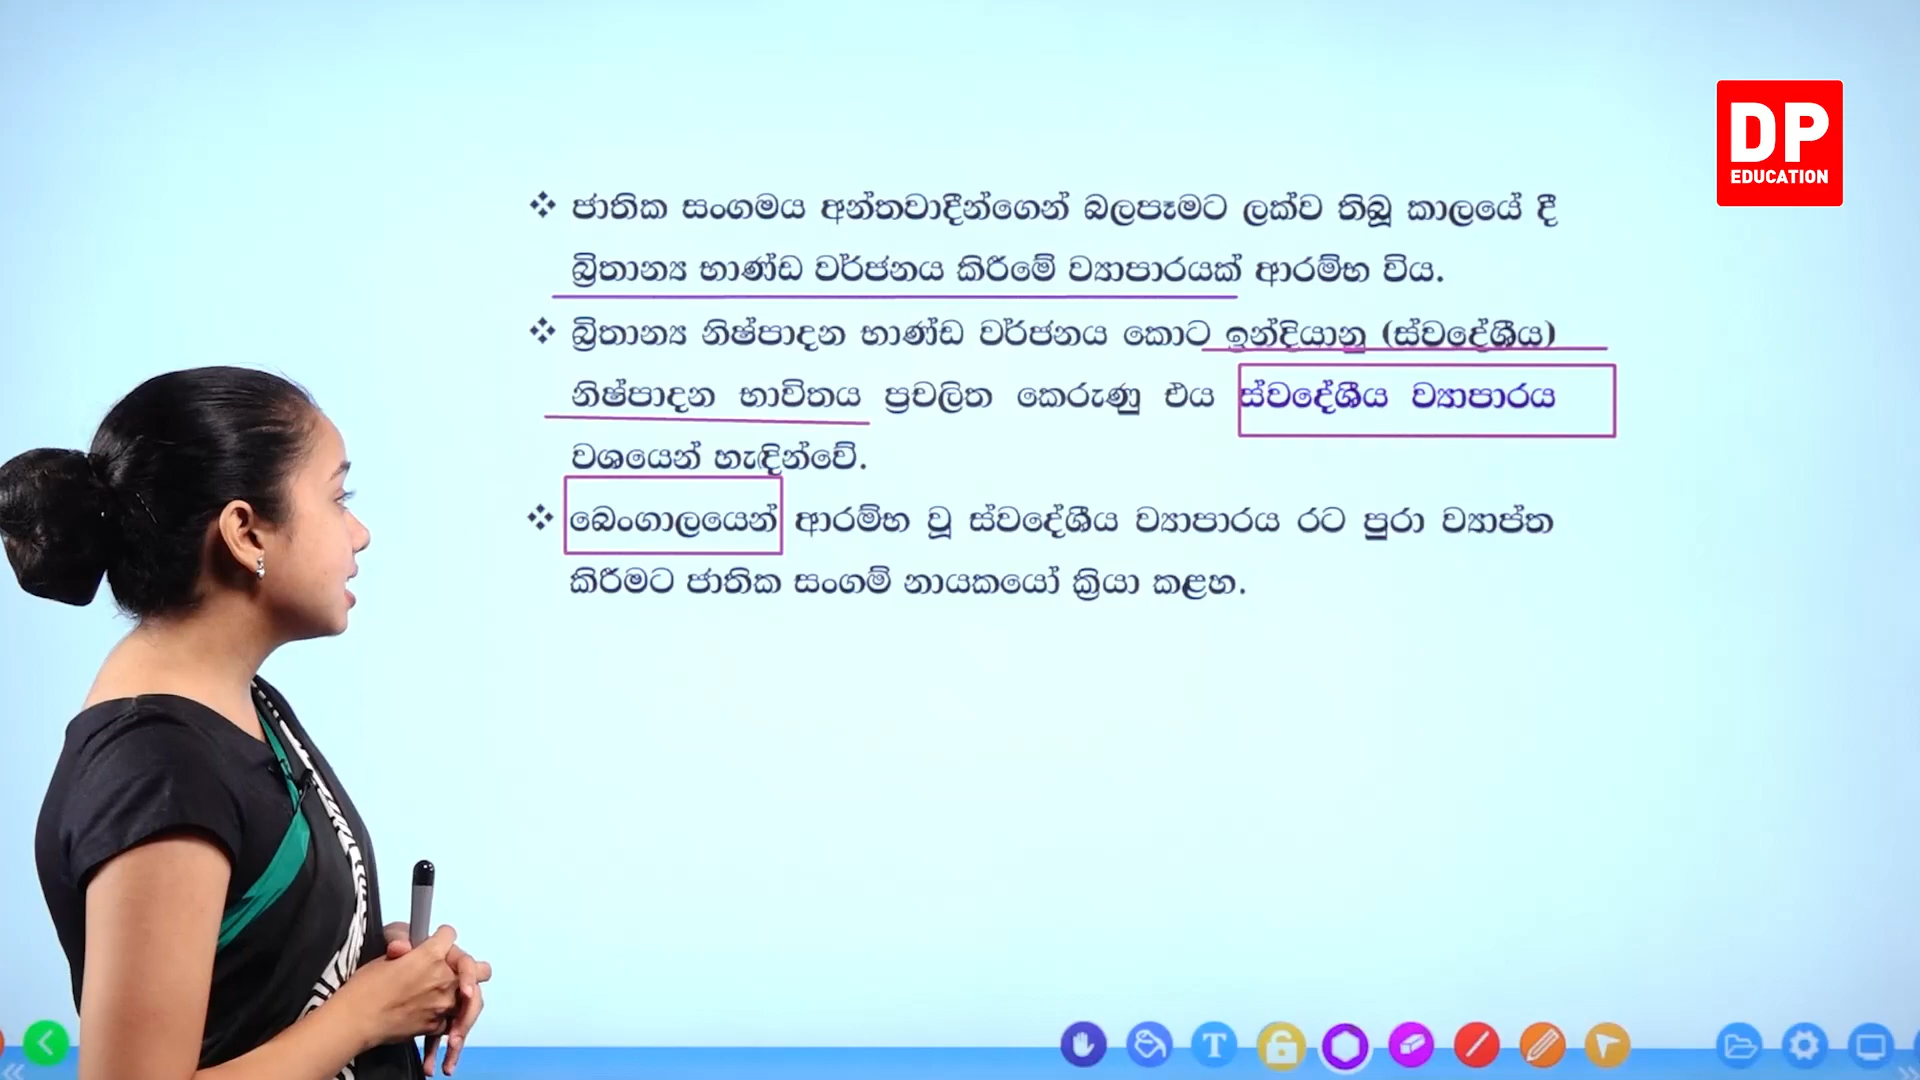 DP
EDUCATION
❖ ජාතික සංගමය අන්තවාදීන්ගෙන් බලපෑමට ලක්ව තිබූ කාලයේ දී
බ්‍රිතාන්‍ය භාණ්ඩ වර්ජනය කිරීමේ ව්‍යාපාරයක් ආරම්භ විය.
❖ බ්‍රිතාන්‍ය නිෂ්පාදන භාණ්ඩ වර්ජනය කොට ඉන්දියානු (ස්වදේශීය)
නිෂ්පාදන භාවිතය ප්‍රචලිත කෙරුණු එය ස්වදේශීය ව්‍යාපාරය
වශයෙන් හැඳින්වේ.
❖ බෙංගාලයෙන් ආරම්භ වූ ස්වදේශීය ව්‍යාපාරය රට පුරා ව්‍යාප්ත
කිරීමට ජාතික සංගම් නායකයෝ ක්‍රියා කළහ.
T